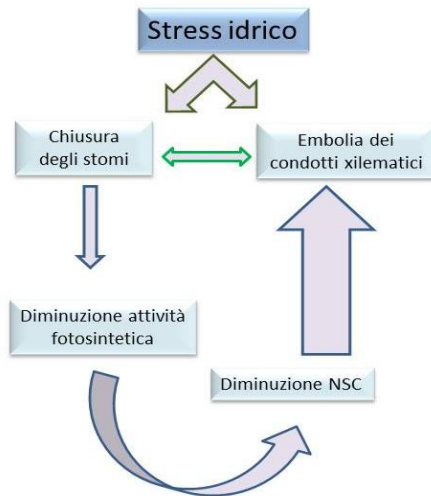 Stress idrico
Chiusura
degli stomi
Embolia dei
condotti xilematici
Diminuzione attività
fotosintetica
Diminuzione NSC